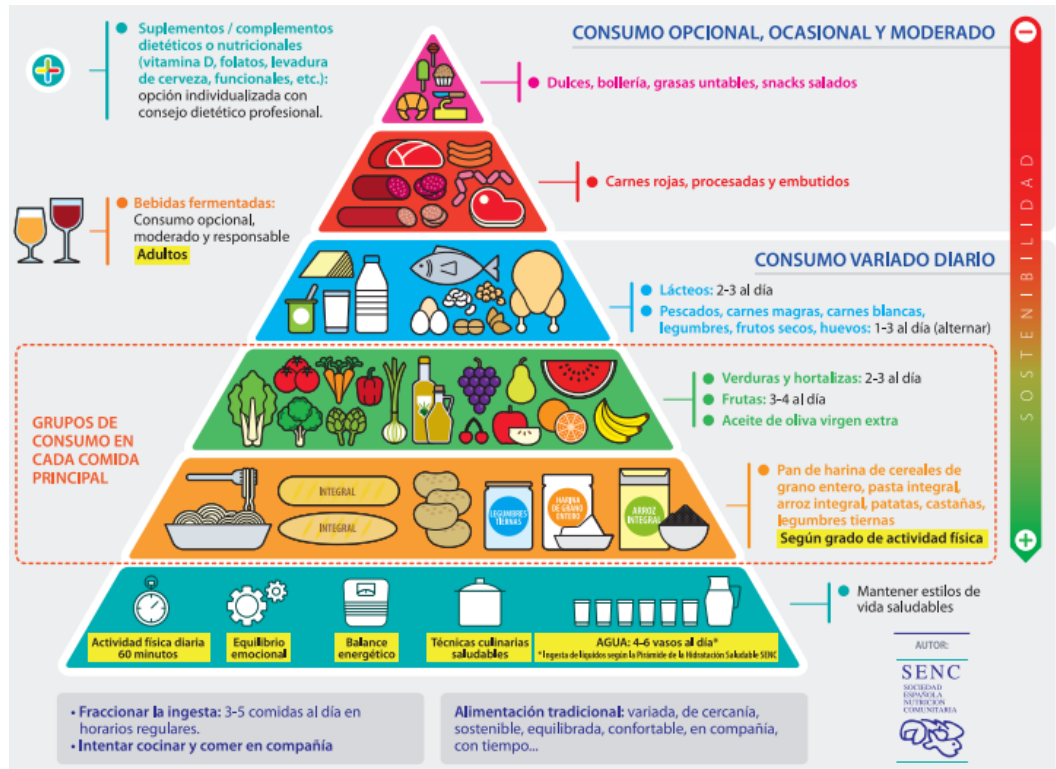 Suplementos / complementos
dietéticos o nutricionales
(vitamina D, folatos, levadura
de cerveza, funcionales, etc.):
opción individualizada con
consejo dietético profesional.
CONSUMO OPCIONAL, OCASIONAL Y MODERADO
Dulces, bollería, grasas untables, snacks salados
Carnes rojas, procesadas y embutidos
Bebidas fermentadas:
Consumo opcional,
moderado y responsable
Adultos
CONSUMO VARIADO DIARIO
Lácteos: 2-3 al día
Pescados, carnes magras, carnes blancas,
legumbres, frutos secos, huevos: 1-3 al día (alternar)
SOSTENIBILIDAD
GRUPOS DE
CONSUMO EN
CADA COMIDA
PRINCIPAL
Verduras y hortalizas: 2-3 al día
Frutas: 3-4 al día
Aceite de oliva virgen extra
INTEGRAL
INTEGRAL
LEGUMBRES
TIERNAS
HARINA
DE GRANO
ENTERO
ARROZ
INTEGRAL
Pan de harina de cereales de
grano entero, pasta integral,
arroz integral, patatas, castañas,
legumbres tiernas
Según grado de actividad física
Actividad física diaria
60 minutos
Equilibrio
emocional
Balance
energético
Técnicas culinarias
saludables
AGUA: 4-6 vasos al día*
* Ingesta de líquidos según la Pirámide de la Hidratación Saludable SENC
Mantener estilos de
vida saludables
• Fraccionar la ingesta: 3-5 comidas al día en
horarios regulares.
• Intentar cocinar y comer en compañía
Alimentación tradicional: variada, de cercanía,
sostenible, equilibrada, confortable, en compañía,
con tiempo...
AUTOR:
SENC
SOCIEDAD
ESPAÑOLA
NUTRICION
COMUNITARIA